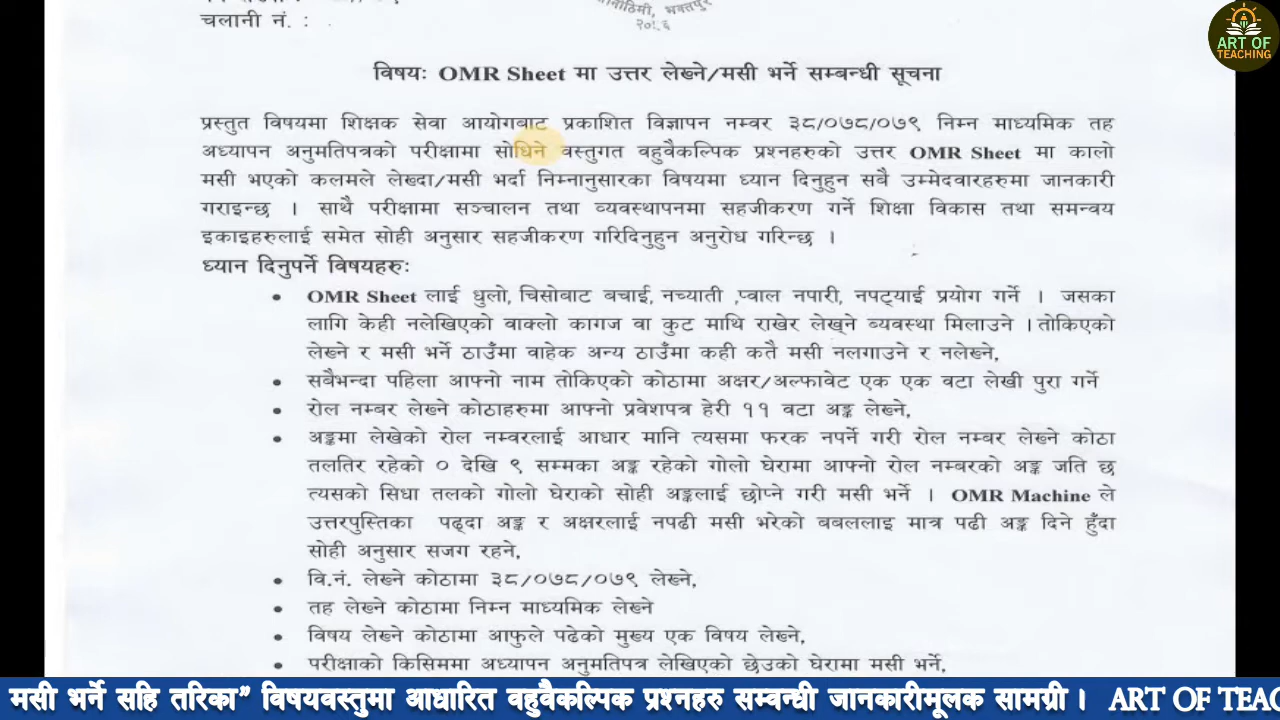 चलानी नं. :
ART OF
TEACHING
विषयः OMR Sheet मा उत्तर लेख्ने/मसी भर्ने सम्बन्धी सूचना
प्रस्तुत विषयमा शिक्षक सेवा आयोगबाट प्रकाशित विज्ञापन नम्वर ३८/०७८/०७९ निम्न माध्यमिक तह
अध्यापन अनुमतिपत्रको परीक्षामा सोधिने वस्तुगत वहुवैकल्पिक प्रश्नहरुको उत्तर OMR Sheet मा कालो
मसी भएको कलमले लेख्दा/मसी भर्दा निम्नानुसारका विषयमा ध्यान दिनुहुन सवै उम्मेदवारहरुमा जानकारी
गराइन्छ । साथै परीक्षामा सञ्चालन तथा व्यवस्थापनमा सहजीकरण गर्ने शिक्षा विकास तथा समन्वय
इकाइहरुलाई समेत सोही अनुसार सहजीकरण गरिदिनुहुन अनुरोध गरिन्छ ।
ध्यान दिनुपर्ने विषयहरुः
• OMR Sheet लाई धुलो, चिसोबाट बचाई, नच्याती ,प्वाल नपारी, नपट्याई प्रयोग गर्ने । जसका
लागि केही नलेखिएको वाक्लो कागज वा कुट माथि राखेर लेख्ने ब्यवस्था मिलाउने । तोकिएको
लेख्ने र मसी भर्ने ठाउँमा वाहेक अन्य ठाउँमा कही कतै मसी नलगाउने र नलेख्ने,
• सबैभन्दा पहिला आफ्नो नाम तोकिएको कोठामा अक्षर/अल्फावेट एक एक वटा लेखी पुरा गर्ने
• रोल नम्बर लेख्ने कोठाहरुमा आफ्नो प्रवेशपत्र हेरी ११ वटा अङ्क लेख्ने,
• अङ्कमा लेखेको रोल नम्वरलाई आधार मानि त्यसमा फरक नपर्ने गरी रोल नम्बर लेख्ने कोठा
तलतिर रहेको ० देखि ९ सम्मका अङ्क रहेको गोलो घेरामा आफ्नो रोल नम्बरको अङ्क जति छ
त्यसको सिधा तलको गोलो घेराको सोही अङ्कलाई छोप्ने गरी मसी भर्ने । OMR Machine ले
उत्तरपुस्तिका पढ्दा अङ्क र अक्षरलाई नपढी मसी भरेको बबललाइ मात्र पढी अङ्क दिने हुँदा
सोही अनुसार सजग रहने,
• वि.नं. लेख्ने कोठामा ३८/०७८/०७९ लेख्ने,
• तह लेख्ने कोठामा निम्न माध्यमिक लेख्ने
• विषय लेख्ने कोठामा आफुले पढेको मुख्य एक विषय लेख्ने,
• परीक्षाको किसिममा अध्यापन अनुमतिपत्र लेखिएको छेउको घेरामा मसी भर्ने,
मसी भर्ने सहि तरिका” विषयवस्तुमा आधारित वहुवैकल्पिक प्रश्नहरु सम्वन्धी जानकारीमूलक सामग्री । ART OF TEAC